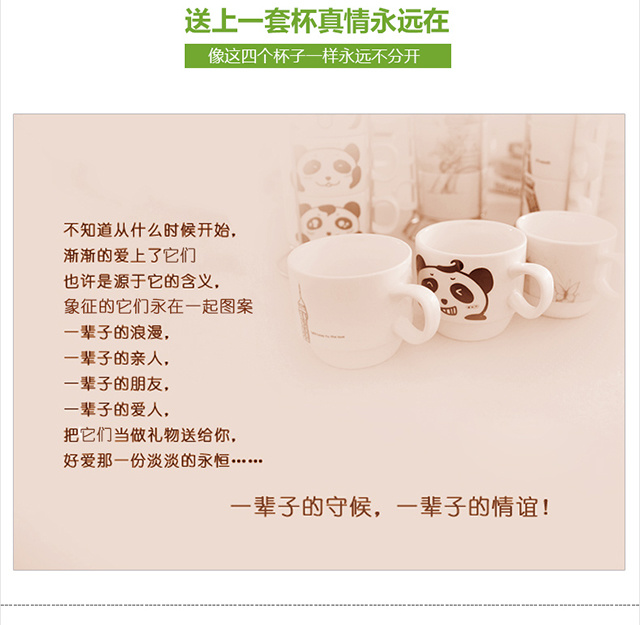 送上一套杯真情永远在
像这四个杯子一样永远不分开
不知道从什么时候开始，
渐渐的爱上了它们
也许是源于它的含义，
象征的它们永在一起图案
一辈子的浪漫，
一辈子的亲人，
一辈子的朋友，
一辈子的爱人，
把它们当做礼物送给你，
好爱那一份淡淡的永恒……
一辈子的守候，一辈子的情谊！